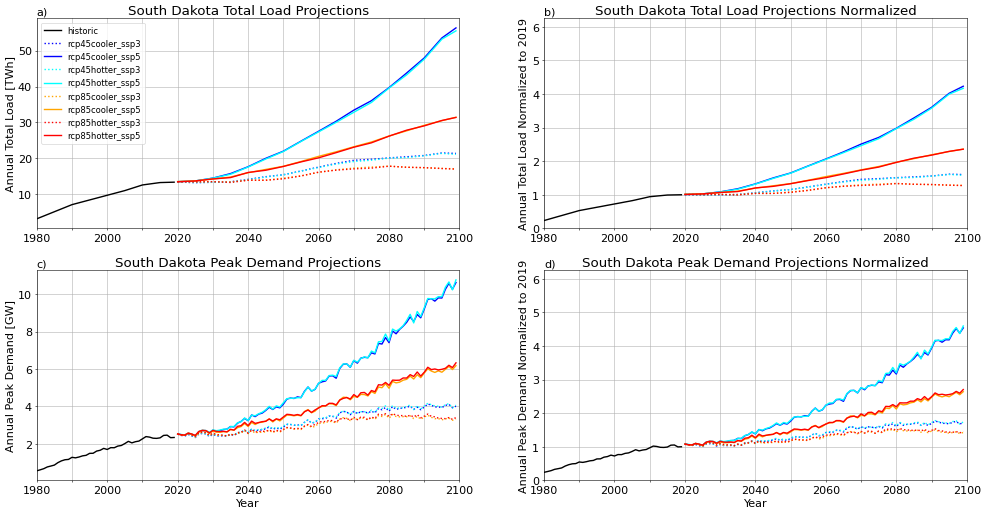 a)
South Dakota Total Load Projections
Annual Total Load [TWh]
50
40
30
20
10
historic
rcp45cooler_ssp3
rcp45cooler_ssp5
rcp45hotter_ssp3
rcp45hotter_ssp5
rcp85cooler_ssp3
rcp85cooler_ssp5
rcp85hotter_ssp3
rcp85hotter_ssp5
1980 2000 2020 2040 2060 2080 2100
b)
South Dakota Total Load Projections Normalized
Annual Total Load Normalized to 2019
6
5
4
3
2
1
0
1980 2000 2020 2040 2060 2080 2100
c)
South Dakota Peak Demand Projections
Annual Peak Demand [GW]
10
8
6
4
2
1980 2000 2020 2040 2060 2080 2100
Year
d)
South Dakota Peak Demand Projections Normalized
Annual Peak Demand Normalized to 2019
6
5
4
3
2
1
0
1980 2000 2020 2040 2060 2080 2100
Year